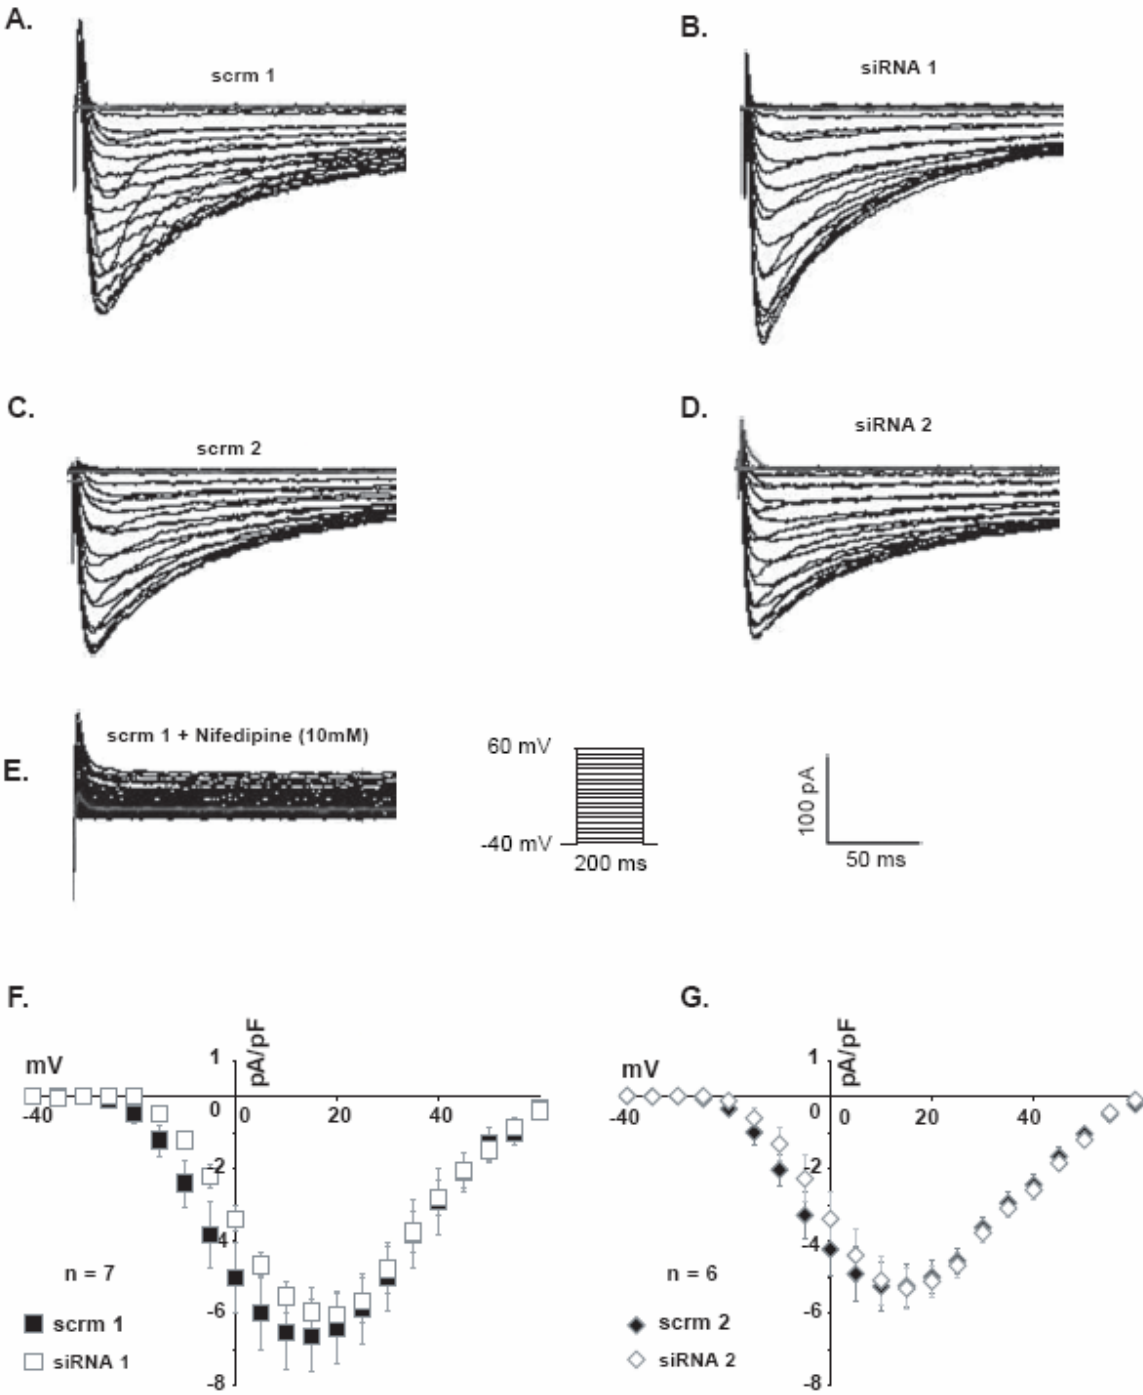 A.
B.
scrm 1
siRNA 1
C.
D.
scrm 2
siRNA 2
E.
scrm 1 + Nifedipine (10mM)
60 mV
-40 mV
200 ms
100 pA
50 ms
F.
G.
mV
pA/pF
1
-40
0
0
20
40
-2
-4
-6
-8
n = 7
scrm 1
siRNA 1
mV
pA/pF
1
-40
0
0
20
40
-2
-4
-6
-8
n = 6
scrm 2
siRNA 2